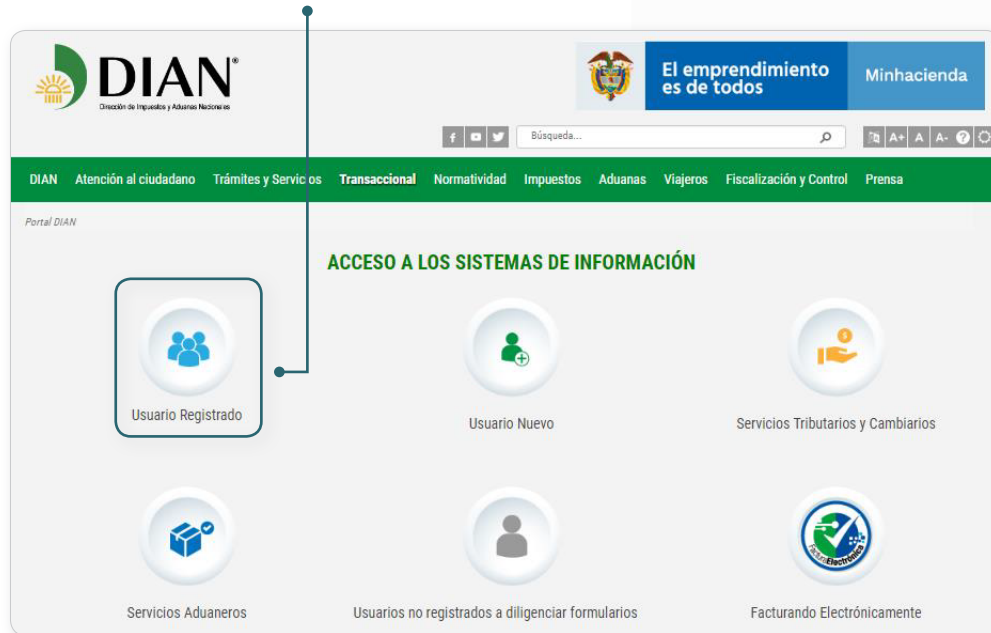 DIAN®
Dirección de Impuestos y Aduanas Nacionales
El emprendimiento
es de todos
Minhacienda
Búsqueda...
A+ A A- ?
DIAN Atención al ciudadano Trámites y Servicios Transaccional Normatividad Impuestos Aduanas Viajeros Fiscalización y Control Prensa
Portal DIAN
ACCESO A LOS SISTEMAS DE INFORMACIÓN
Usuario Registrado
Usuario Nuevo
Servicios Tributarios y Cambiarios
Servicios Aduaneros
Usuarios no registrados a diligenciar formularios
Factura Electrónica
Facturando Electrónicamente